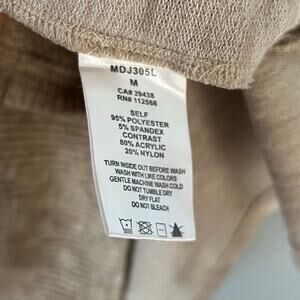 MDJ305L
M
CA# 29438
RN# 112568
SELF
95% POLYESTER
5% SPANDEX
CONTRAST
80% ACRYLIC
20% NYLON
TURN INSIDE OUT BEFORE WASH
WASH WITH LIKE COLORS
GENTLE MACHINE WASH COLD
DO NOT TUMBLE DRY
DRY FLAT
DO NOT BLEACH